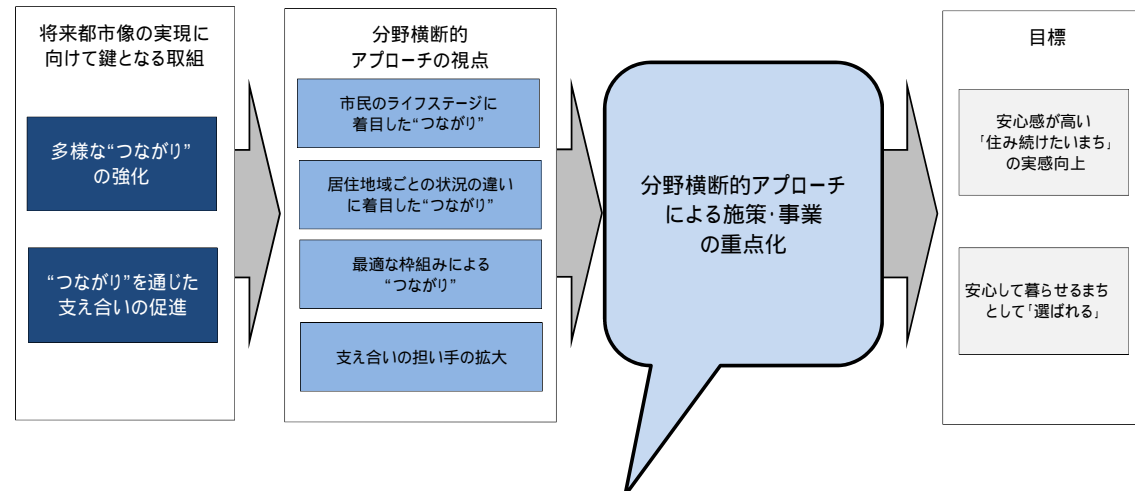 将来都市像の実現に
向けて鍵となる取組
多様な“つながり”
の強化
“つながり”を通じた
支え合いの促進
分野横断的
アプローチの視点
市民のライフステージに
着目した“つながり”
居住地域ごとの状況の違い
に着目した“つながり”
最適な枠組みによる
“つながり”
支え合いの担い手の拡大
分野横断的アプローチ
による施策・事業
の重点化
目標
安心感が高い
「住み続けたいまち」
の実感向上
安心して暮らせるまち
として「選ばれる」